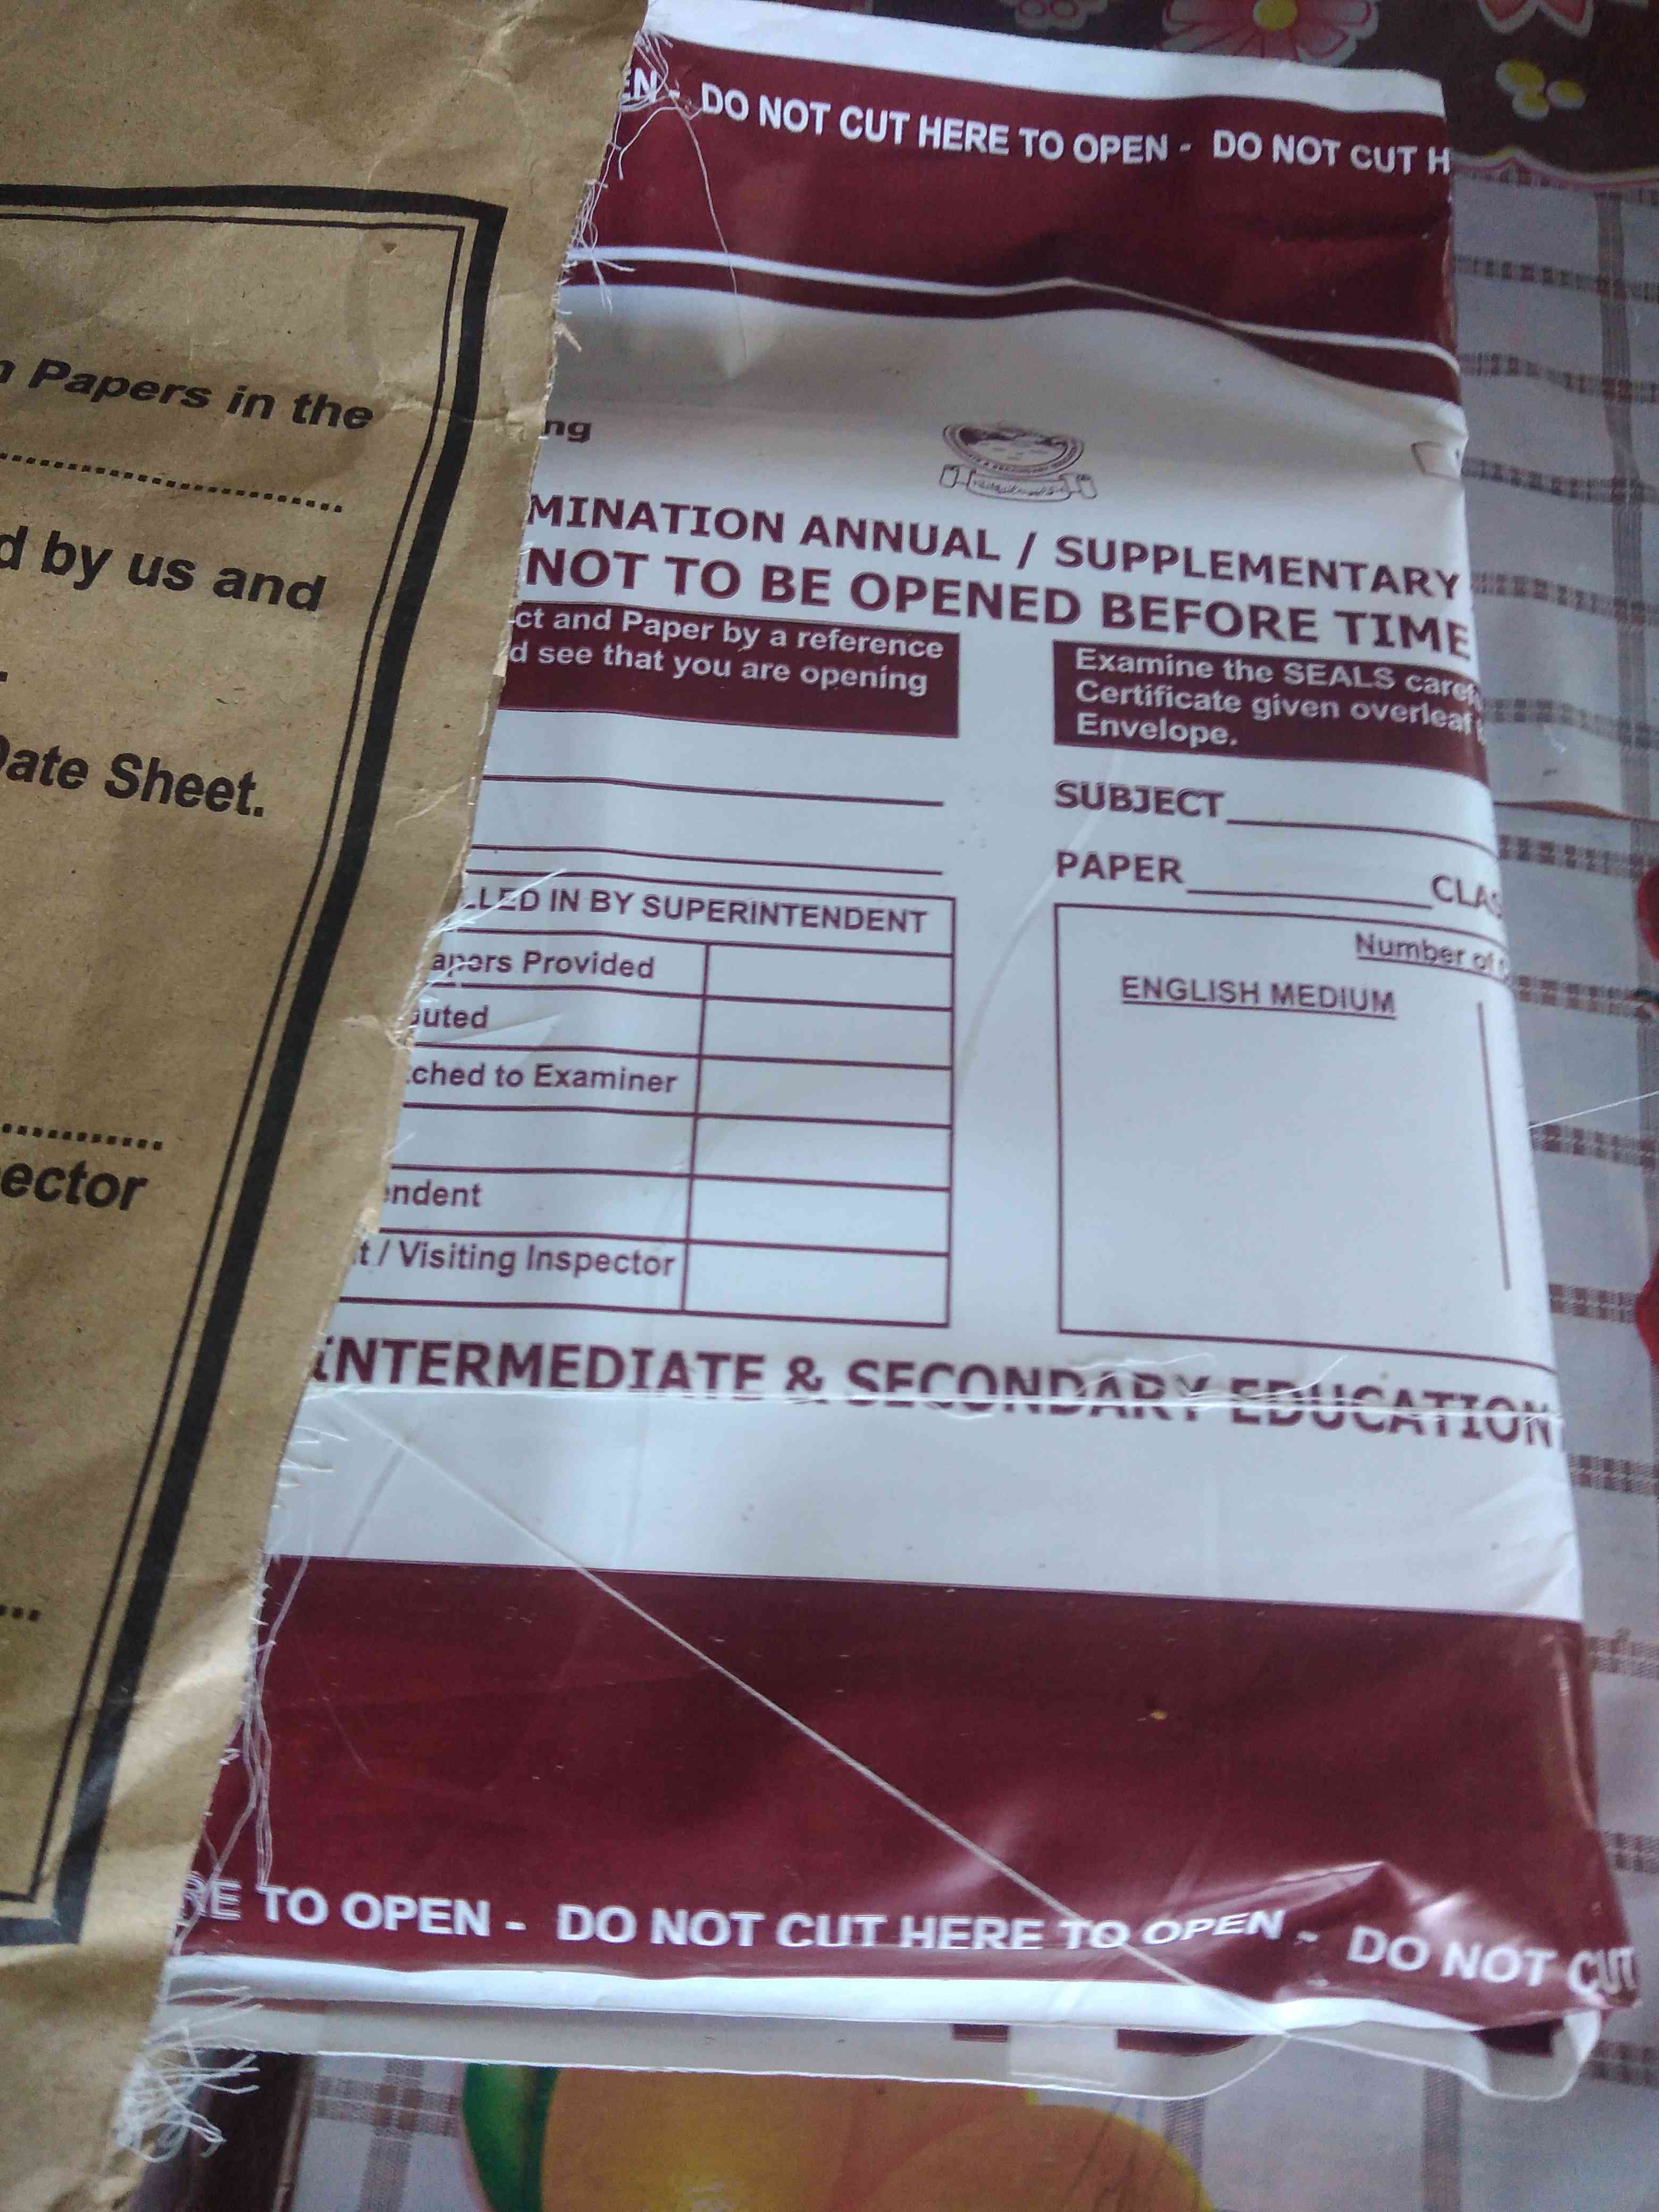 Papers in the
d by us and
ate Sheet.
ector
EN - DO NOT CUT HERE TO OPEN - DO NOT CUT H
ng
MINATION ANNUAL / SUPPLEMENTARY
NOT TO BE OPENED BEFORE TIME
ct and Paper by a reference
d see that you are opening
Examine the SEALS caref
Certificate given overleaf
Envelope.
SUBJECT
PAPER CLAS
LLED IN BY SUPERINTENDENT
apers Provided
uted
ched to Examiner
endent
t / Visiting Inspector
Number of
ENGLISH MEDIUM
INTERMEDIATE & SECONDARY EDUCATION
RE TO OPEN - DO NOT CUT HERE TO OPEN - DO NOT CUT